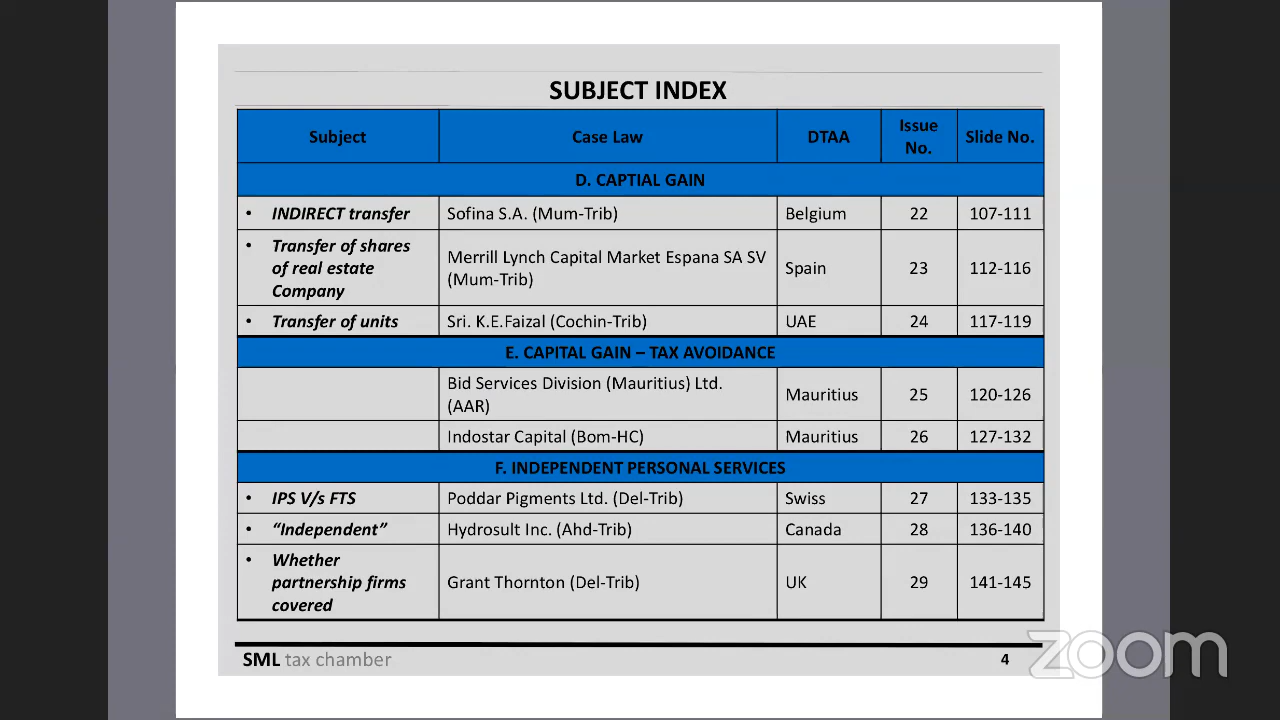 SUBJECT INDEX
Subject
Case Law
DTAA
Issue
No.
Slide No.
D. CAPTIAL GAIN
• INDIRECT transfer
Sofina S.A. (Mum-Trib)
Belgium
22
107-111
• Transfer of shares
of real estate
Company
Merrill Lynch Capital Market Espana SA SV
(Mum-Trib)
Spain
23
112-116
• Transfer of units
Sri. K.E.Faizal (Cochin-Trib)
UAE
24
117-119
E. CAPITAL GAIN – TAX AVOIDANCE
Bid Services Division (Mauritius) Ltd.
(AAR)
Mauritius
25
120-126
Indostar Capital (Bom-HC)
Mauritius
26
127-132
F. INDEPENDENT PERSONAL SERVICES
• IPS V/s FTS
Poddar Pigments Ltd. (Del-Trib)
Swiss
27
133-135
• “Independent”
Hydrosult Inc. (Ahd-Trib)
Canada
28
136-140
• Whether
partnership firms
covered
Grant Thornton (Del-Trib)
UK
29
141-145
SML tax chamber
4
zoom